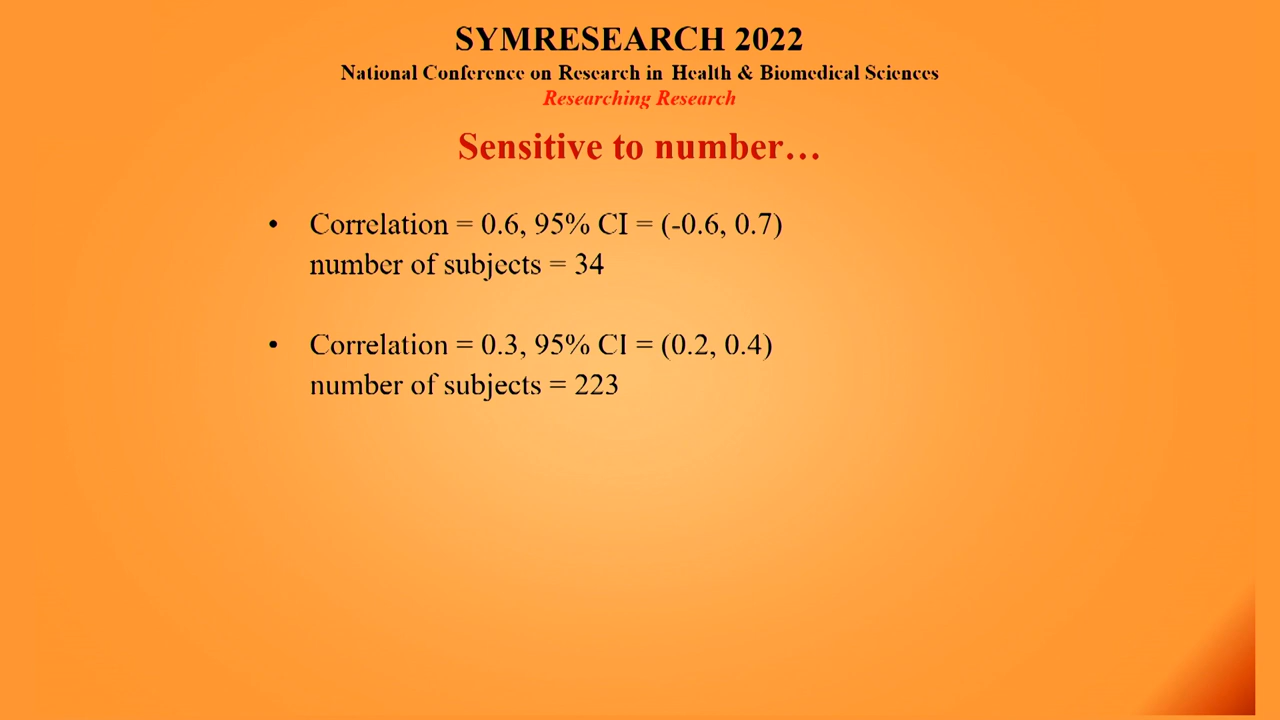 SYMRESEARCH 2022
National Conference on Research in Health & Biomedical Sciences
Researching Research
Sensitive to number…
• Correlation = 0.6, 95% CI = (-0.6, 0.7)
number of subjects = 34
• Correlation = 0.3, 95% CI = (0.2, 0.4)
number of subjects = 223